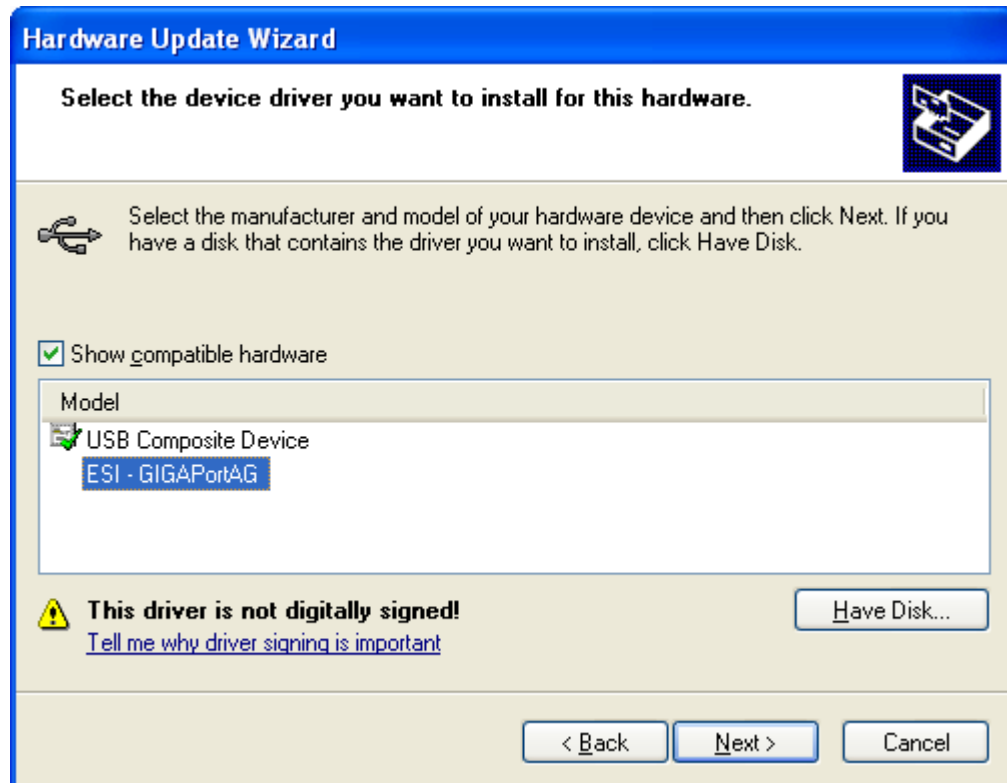 Hardware Update Wizard
Select the device driver you want to install for this hardware.
Select the manufacturer and model of your hardware device and then click Next. If you
have a disk that contains the driver you want to install, click Have Disk.
Show compatible hardware
Model
USB Composite Device
ESI - GIGAPortAG
This driver is not digitally signed!
Have Disk...
Tell me why driver signing is important
< Back
Next >
Cancel